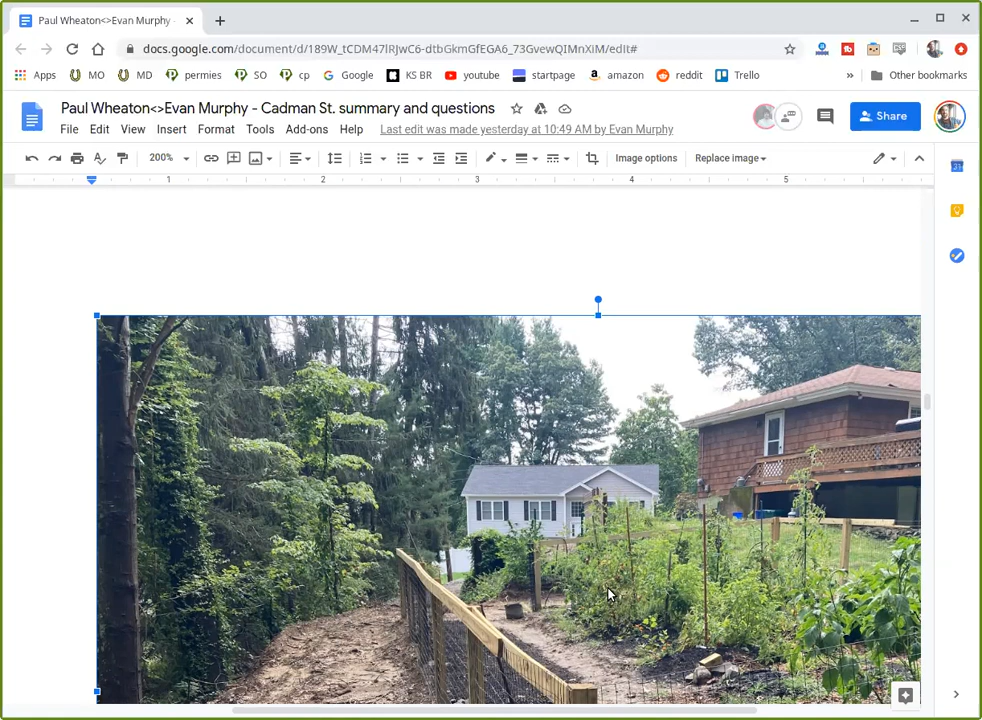 Paul Wheaton<>Evan Murphy -
docs.google.com/document/d/189W_tCDM47lRJwC6-dtbGkmGfEGA6_73GvewQIMnXiM/edit#
Apps MO MD permies SO cp Google KS BR youtube startpage amazon reddit Trello » Other bookmarks
Paul Wheaton<>Evan Murphy - Cadman St. summary and questions
Share
File Edit View Insert Format Tools Add-ons Help Last edit was made yesterday at 10:49 AM by Evan Murphy
200% Image options Replace image
1 2 3 4 5